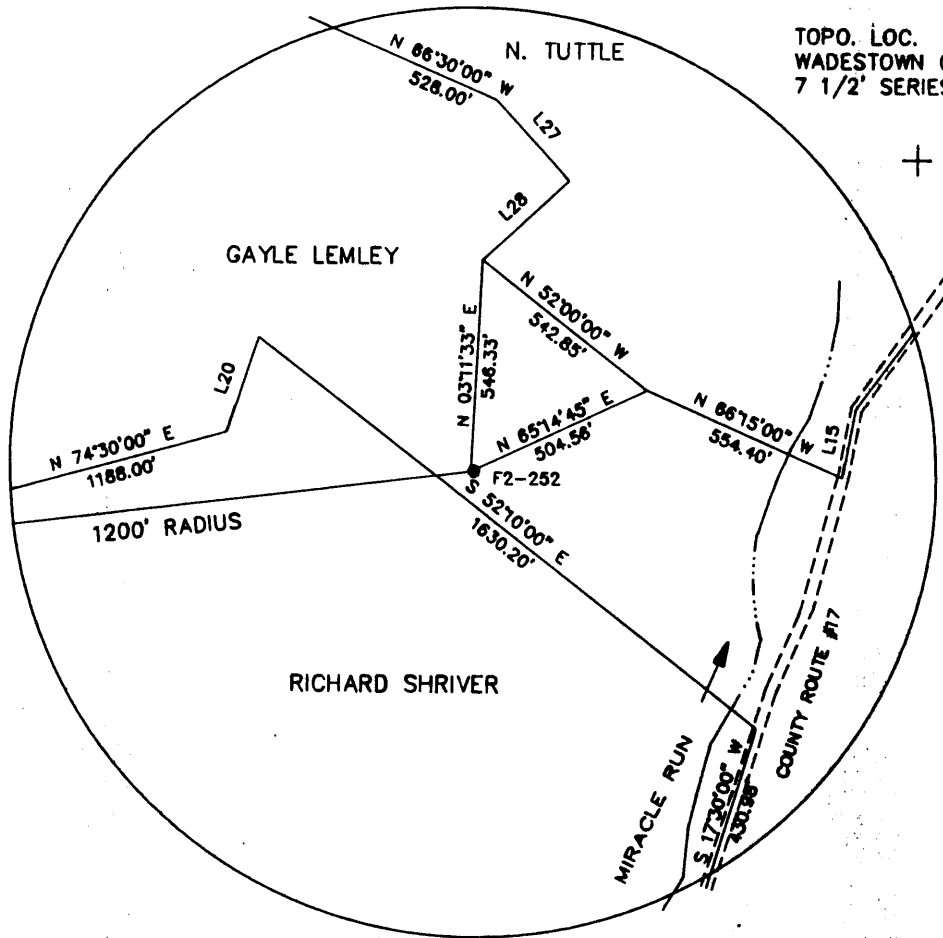 TOPO. LOC.
WADESTOWN
7 1/2' SERIES
N. TUTTLE
N 66°30'00" W
528.00'
L27
L28
GAYLE LEMLEY
N 52°00'00" W
542.85'
N 03°11'33" E
546.33'
L20
N 65°14'45" E
504.56'
N 66°15'00" W
554.40'
L15
N 74°30'00" E
1188.00'
F2-252
1200' RADIUS
S 52°10'00" E
1630.20'
RICHARD SHRIVER
COUNTY ROUTE #17
MIRACLE RUN
S 17°30'00" W
430.98'